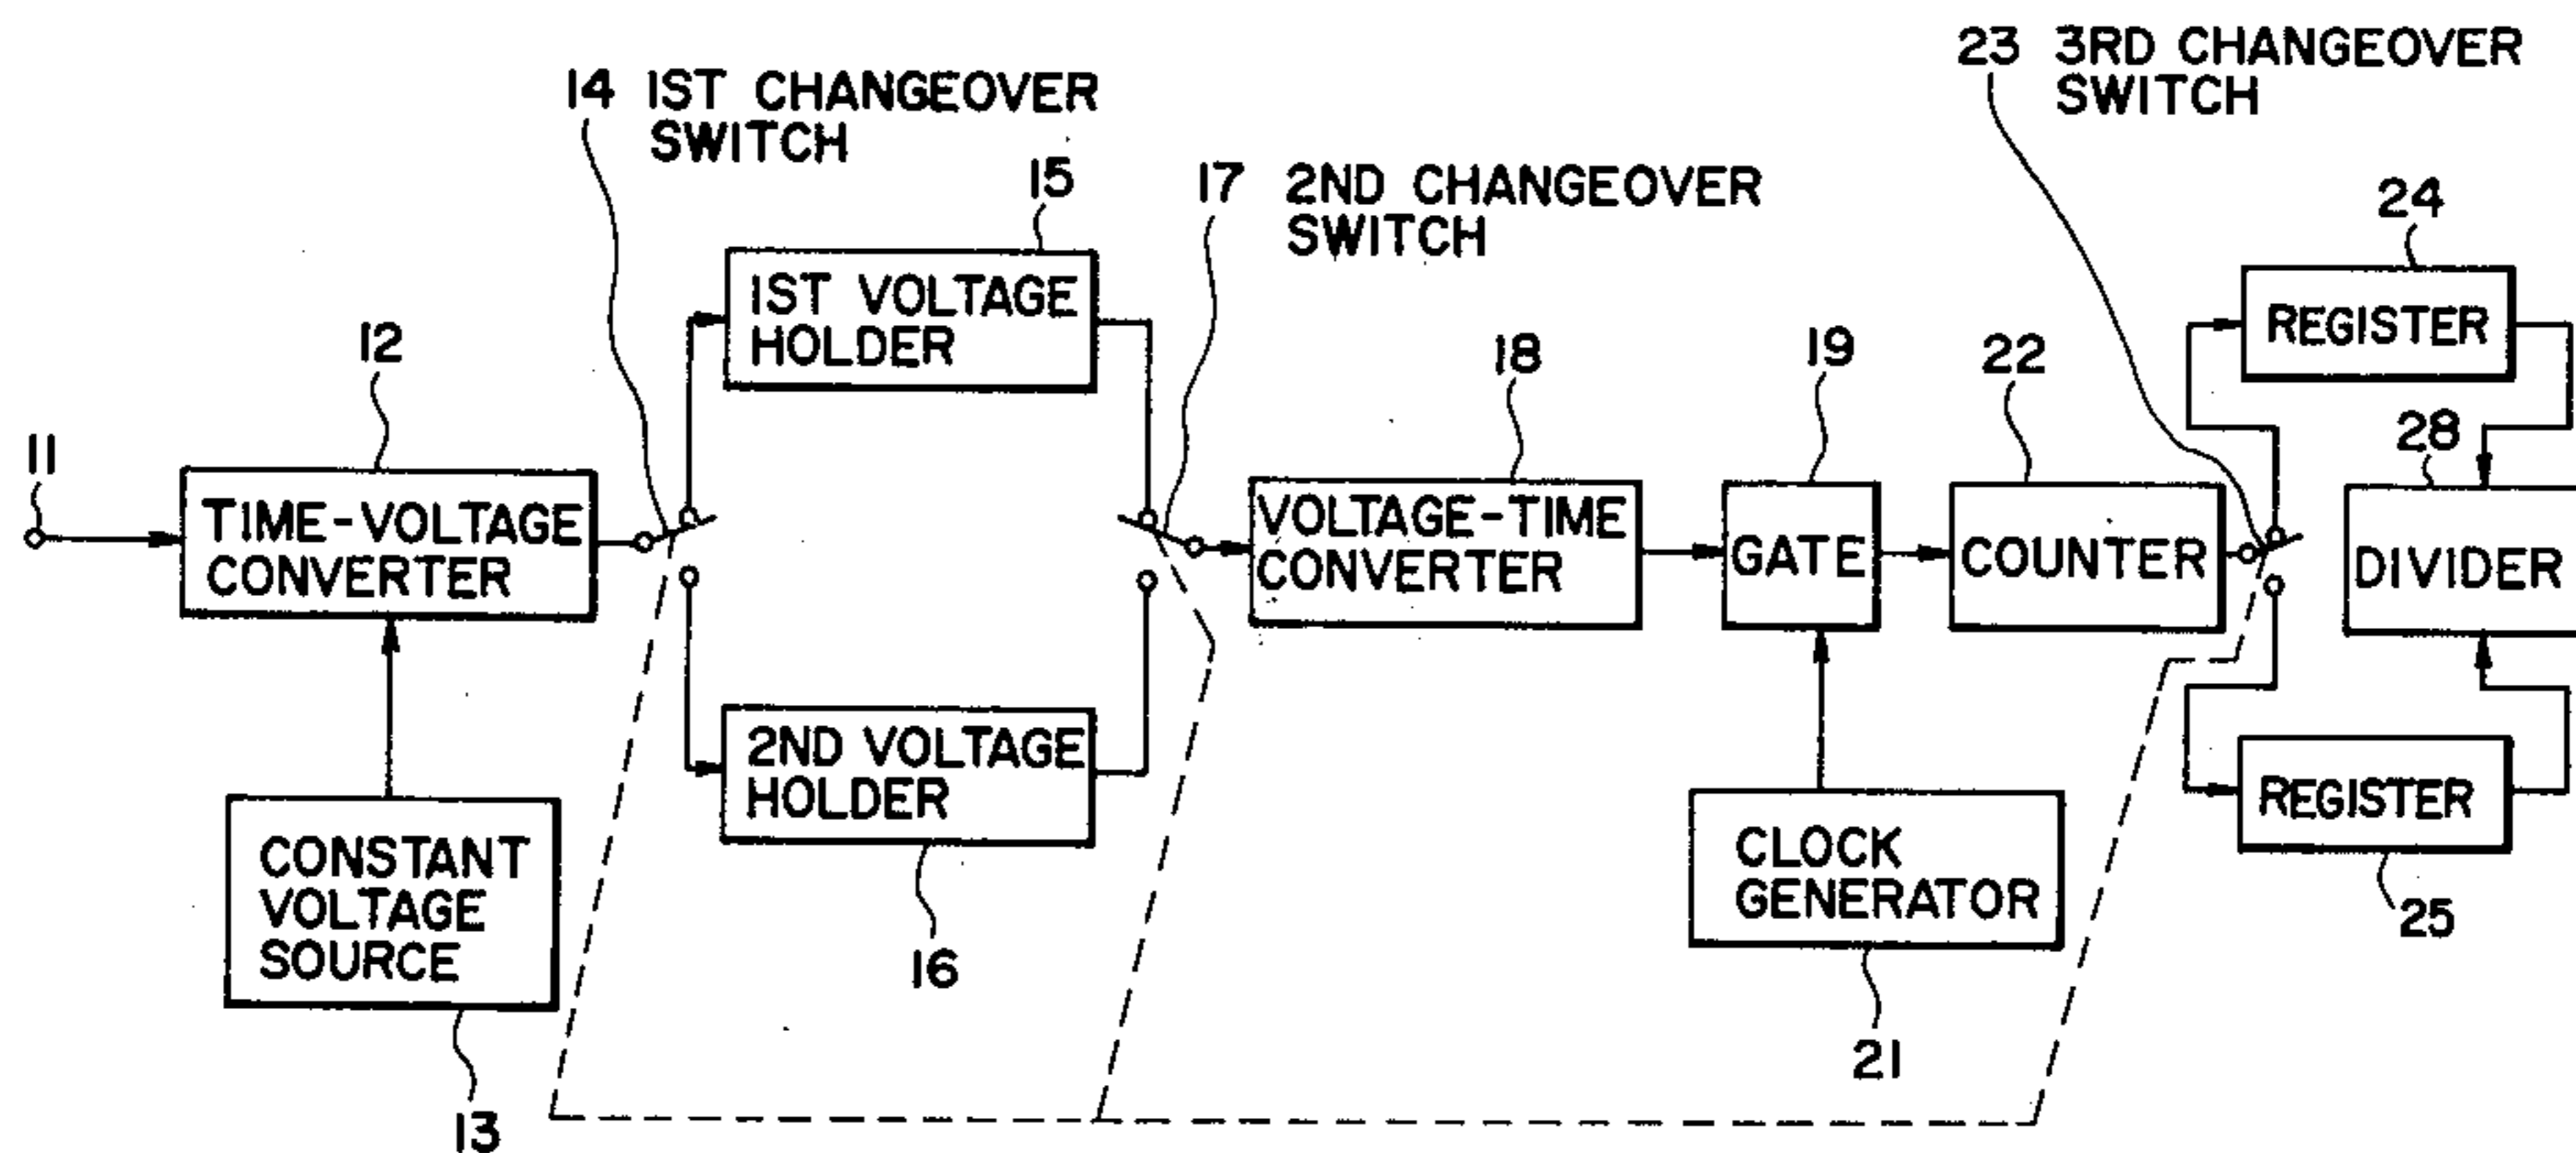 23 3RD CHANGEOVER
SWITCH
14 1ST CHANGEOVER
SWITCH
15
17 2ND CHANGEOVER
SWITCH
24
1ST VOLTAGE
HOLDER
REGISTER
12
18
19
22
28
11
TIME-VOLTAGE
CONVERTER
VOLTAGE-TIME
CONVERTER
GATE
COUNTER
DIVIDER
2ND VOLTAGE
HOLDER
REGISTER
CONSTANT
VOLTAGE
SOURCE
CLOCK
GENERATOR
25
16
21
13